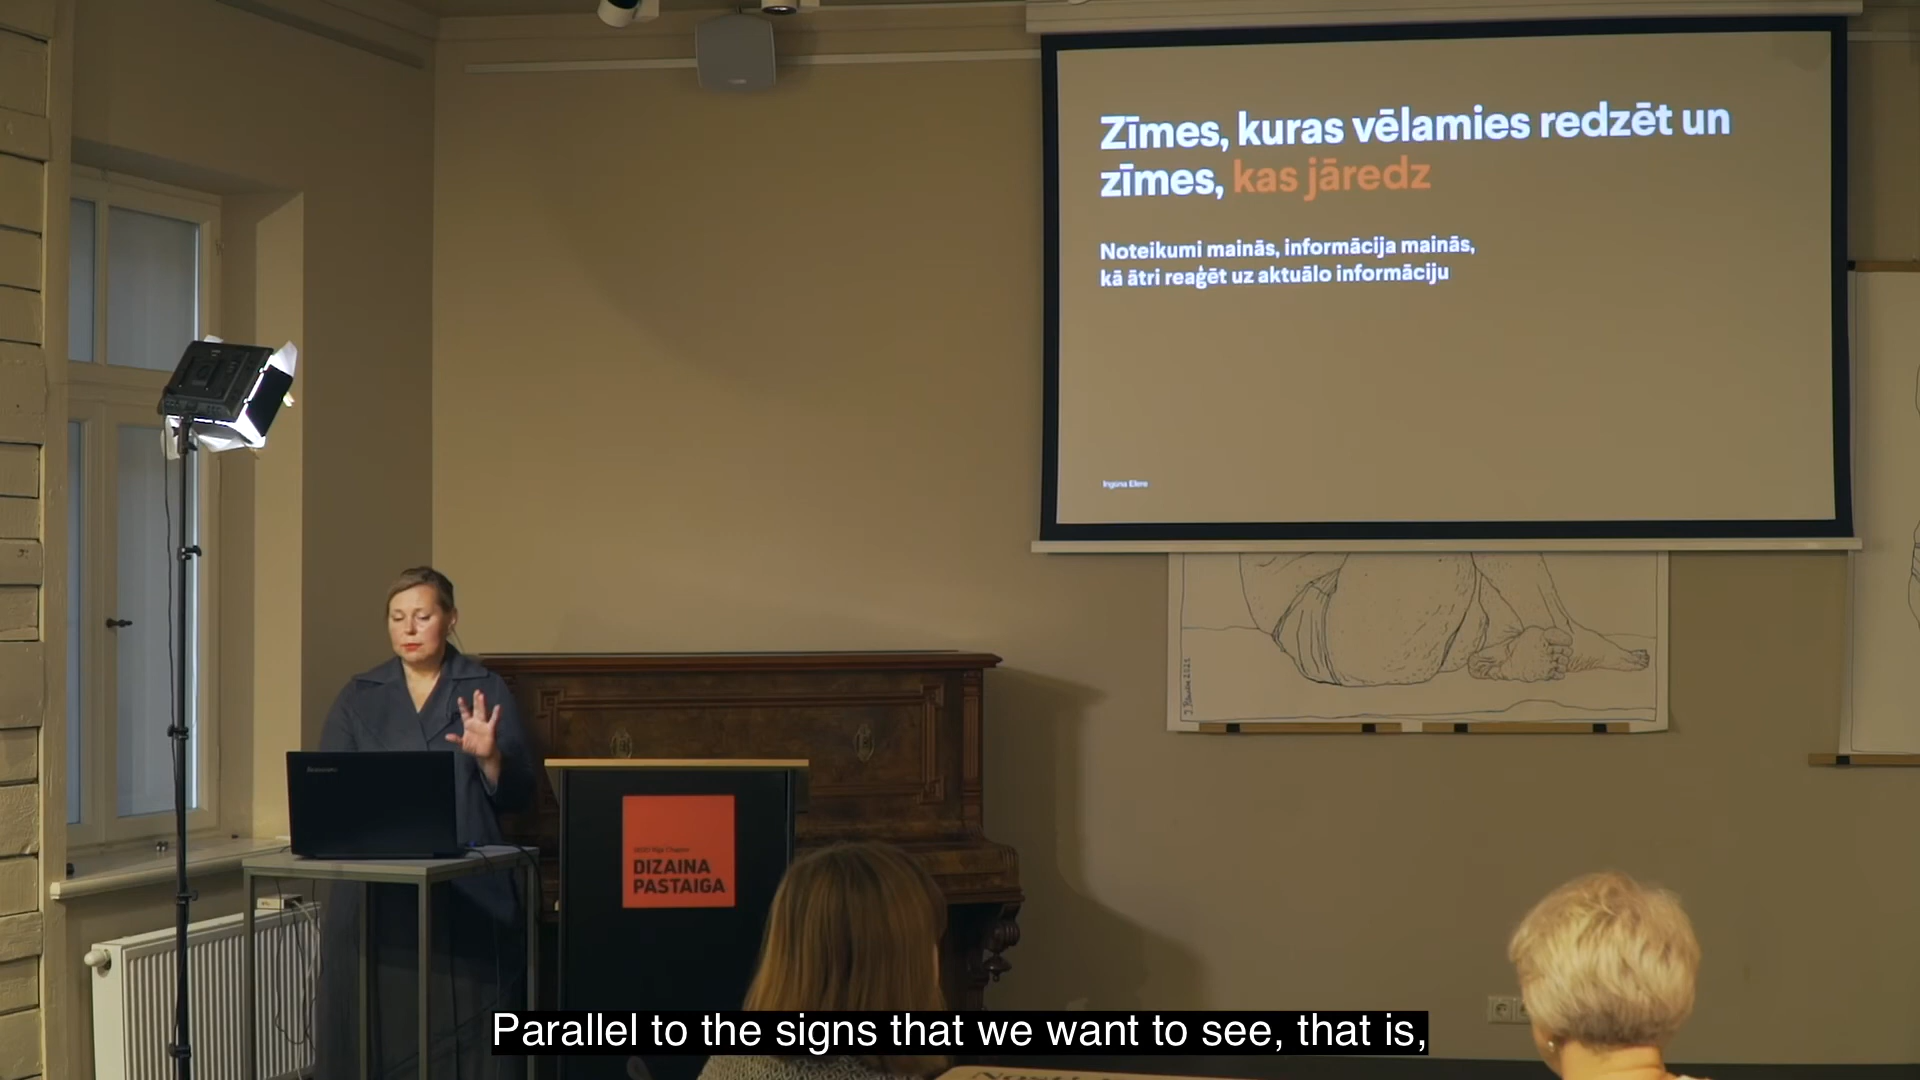 Zīmes, kuras vēlamies redzēt un
zīmes, kas jāredz
Noteikumi mainās, informācija mainās,
kā ātri reaģēt uz aktuālo informāciju
DIZAINA
PASTAIGA
Parallel to the signs that we want to see, that is,